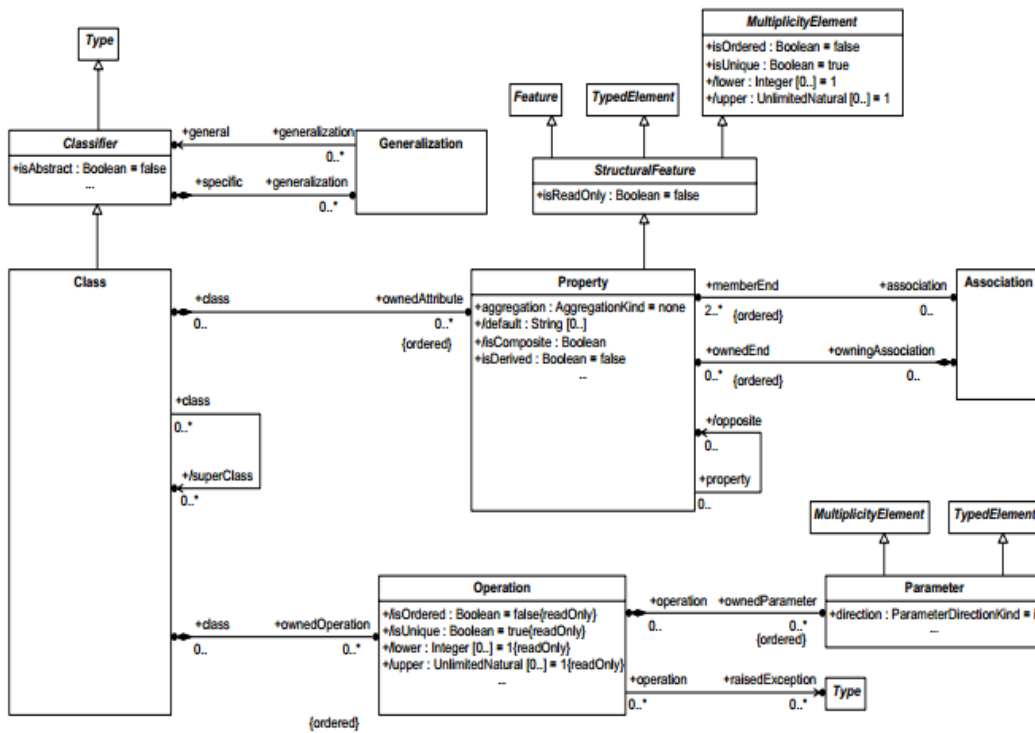 MultiplicityElement
+isOrdered : Boolean = false
+isUnique : Boolean = true
+/lower : Integer [0..] = 1
+/upper : UnlimitedNatural [0..] = 1
Type
Feature
TypedElement
Classifier
+isAbstract : Boolean = false
...
+general
+generalization
0..*
+specific
+generalization
0..*
Generalization
StructuralFeature
+isReadOnly : Boolean = false
Class
+class
0..
+ownedAttribute
0..*
{ordered}
Property
+aggregation : AggregationKind = none
+/default : String [0..]
+/isComposite : Boolean
+isDerived : Boolean = false
...
+memberEnd
2..*
{ordered}
+association
0..
+ownedEnd
0..*
{ordered}
+owningAssociation
0..
Association
+class
0..*
+/superClass
0..*
+/opposite
0..
+property
0..
MultiplicityElement
TypedElement
+class
0..
+ownedOperation
0..*
{ordered}
Operation
+/isOrdered : Boolean = false{readOnly}
+/isUnique : Boolean = true{readOnly}
+/lower : Integer [0..] = 1{readOnly}
+/upper : UnlimitedNatural [0..] = 1{readOnly}
...
+operation
0..
+ownedParameter
0..*
{ordered}
Parameter
+direction : ParameterDirectionKind =
...
+operation
0..*
+raisedException
0..*
Type